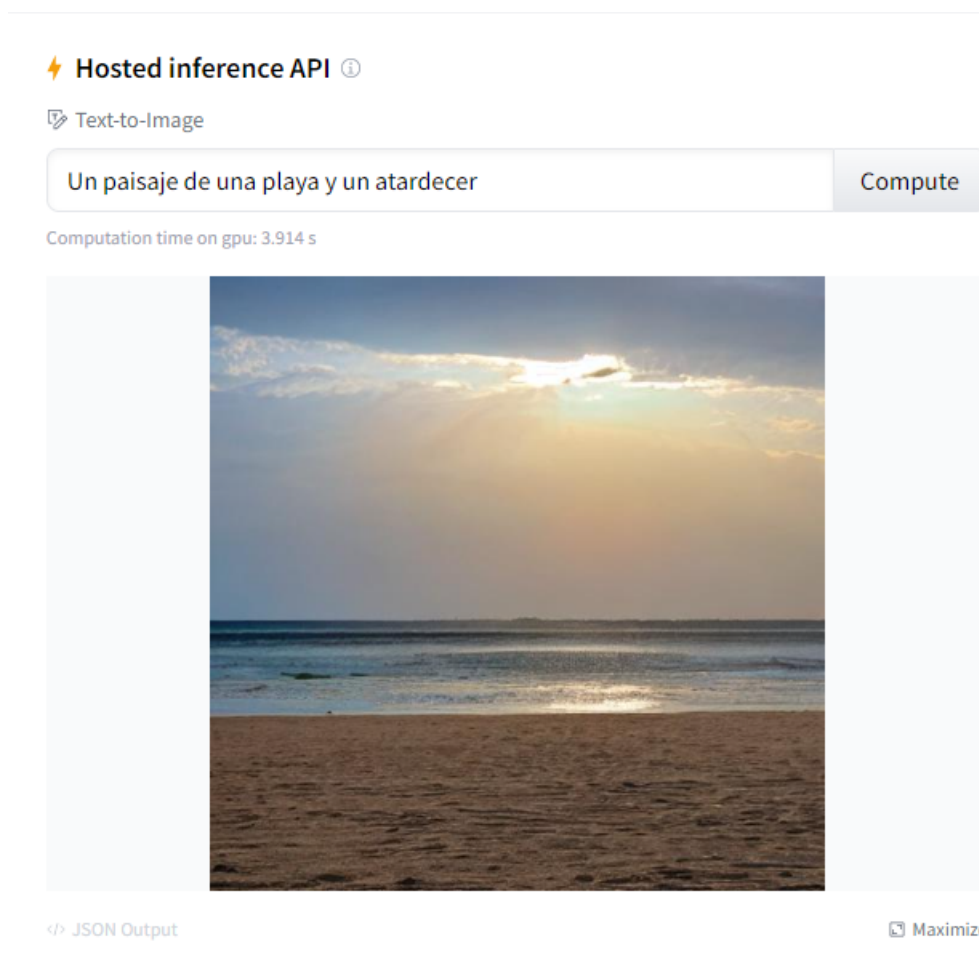 Hosted inference API
Text-to-Image
Un paisaje de una playa y un atardecer
Compute
Computation time on gpu: 3.914 s
</> JSON Output
Maximiz